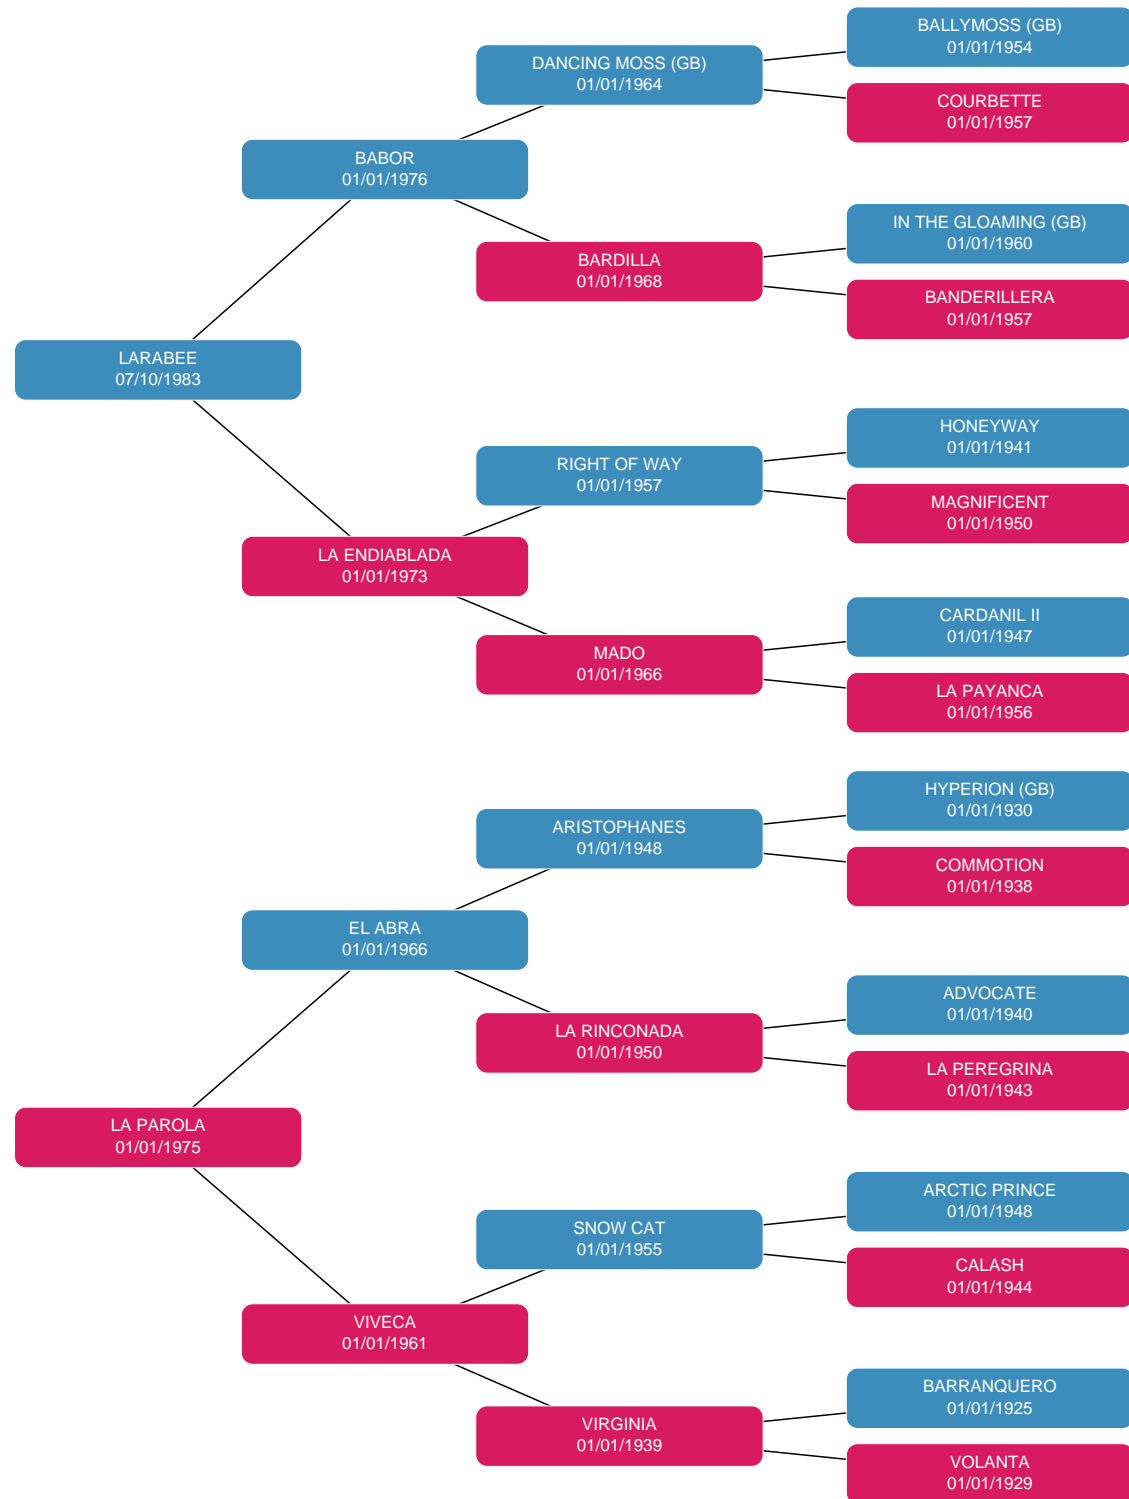 BALLYMOSS (GB)
01/01/1954
DANCING MOSS (GB)
01/01/1964
COURBETTE
01/01/1957
BABOR
01/01/1976
IN THE GLOAMING (GB)
01/01/1960
BARDILLA
01/01/1968
BANDERILLERA
01/01/1957
LARABEE
07/10/1983
HONEYWAY
01/01/1941
RIGHT OF WAY
01/01/1957
MAGNIFICENT
01/01/1950
LA ENDIABLADA
01/01/1973
CARDANIL II
01/01/1947
MADO
01/01/1966
LA PAYANCA
01/01/1956
HYPERION (GB)
01/01/1930
ARISTOPHANES
01/01/1948
COMMOTION
01/01/1938
EL ABRA
01/01/1966
ADVOCATE
01/01/1940
LA RINCONADA
01/01/1950
LA PEREGRINA
01/01/1943
LA PAROLA
01/01/1975
ARCTIC PRINCE
01/01/1948
SNOW CAT
01/01/1955
CALASH
01/01/1944
VIVECA
01/01/1961
BARRANQUERO
01/01/1925
VIRGINIA
01/01/1939
VOLANTA
01/01/1929